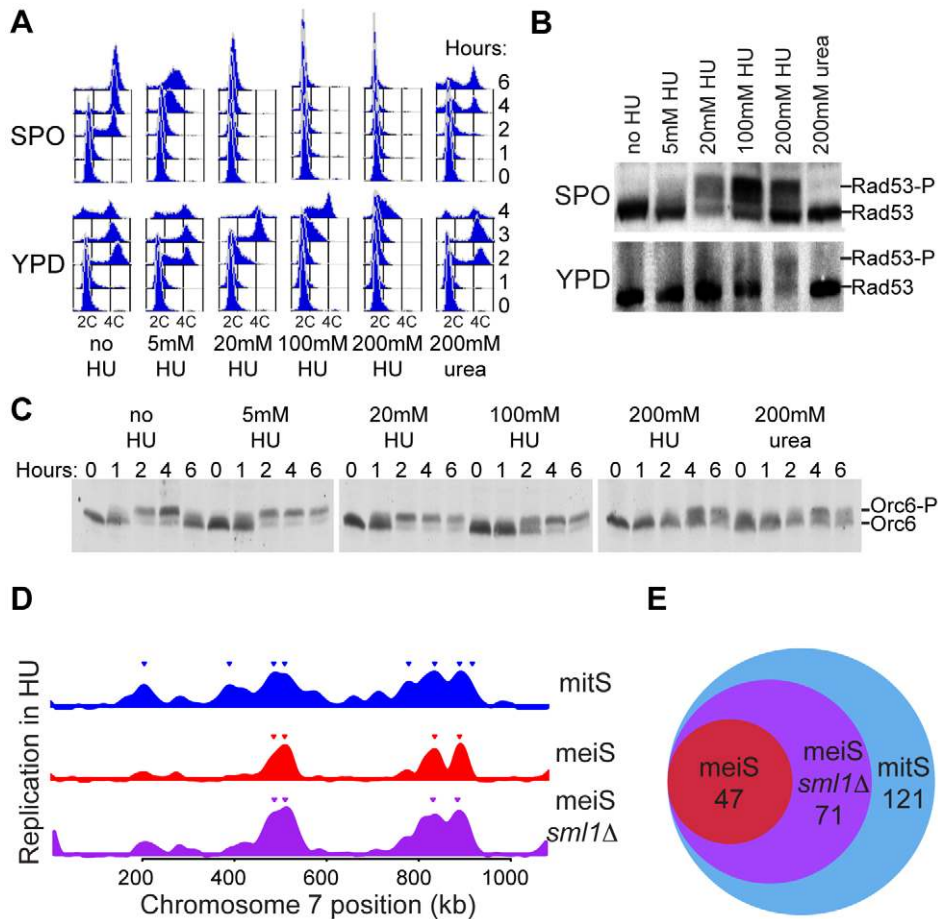 A
Hours:
SPO
6
4
2
1
0
YPD
4
3
2
1
0
2C 4C 2C 4C 2C 4C 2C 4C 2C 4C 2C 4C
no HU
5mM HU
20mM HU
100mM HU
200mM HU
200mM urea
B
no HU
5mM HU
20mM HU
100mM HU
200mM HU
200mM urea
SPO
Rad53-P
Rad53
YPD
Rad53-P
Rad53
C
no HU
5mM HU
20mM HU
100mM HU
200mM HU
200mM urea
Hours: 0 1 2 4 6 0 1 2 4 6 0 1 2 4 6 0 1 2 4 6 0 1 2 4 6 0 1 2 4 6
Orc6-P
Orc6
D
Replication in HU
mitS
meiS
meiS
sml1Δ
200 400 600 800 1000
Chromosome 7 position (kb)
E
meiS
47
meiS
sml1Δ
71
mitS
121